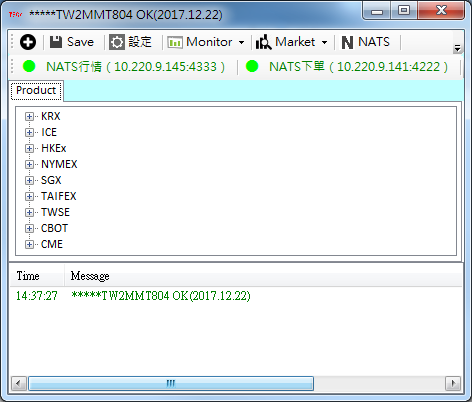 *****TW2MMT804 OK(2017.12.22)
Save 設定 Monitor Market NATS
NATS行情（10.220.9.145:4333） NATS下單（10.220.9.141:4222）
Product
KRX
ICE
HKEx
NYMEX
SGX
TAIFEX
TWSE
CBOT
CME
Time Message
14:37:27 *****TW2MMT804 OK(2017.12.22)